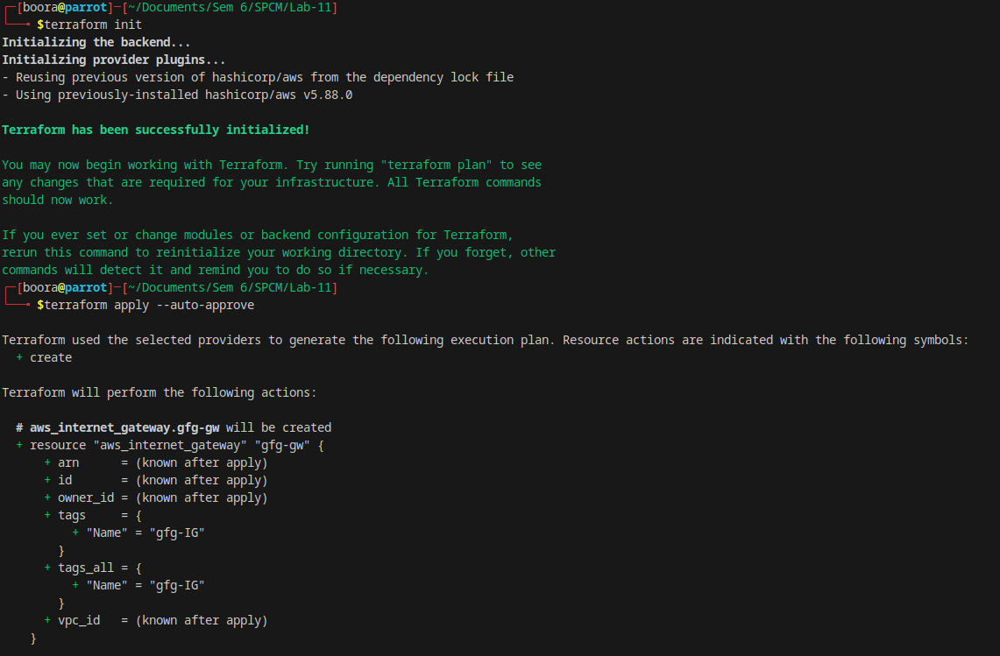 ┌─[boora@parrot]─[~/Documents/Sem 6/SPCM/Lab-11]
└──╼ $terraform init
Initializing the backend...
Initializing provider plugins...
- Reusing previous version of hashicorp/aws from the dependency lock file
- Using previously-installed hashicorp/aws v5.88.0

Terraform has been successfully initialized!

You may now begin working with Terraform. Try running "terraform plan" to see
any changes that are required for your infrastructure. All Terraform commands
should now work.

If you ever set or change modules or backend configuration for Terraform,
rerun this command to reinitialize your working directory. If you forget, other
commands will detect it and remind you to do so if necessary.
┌─[boora@parrot]─[~/Documents/Sem 6/SPCM/Lab-11]
└──╼ $terraform apply --auto-approve

Terraform used the selected providers to generate the following execution plan. Resource actions are indicated with the following symbols:
  + create

Terraform will perform the following actions:

  # aws_internet_gateway.gfg-gw will be created
  + resource "aws_internet_gateway" "gfg-gw" {
      + arn      = (known after apply)
      + id       = (known after apply)
      + owner_id = (known after apply)
      + tags     = {
          + "Name" = "gfg-IG"
        }
      + tags_all = {
          + "Name" = "gfg-IG"
        }
      + vpc_id   = (known after apply)
    }